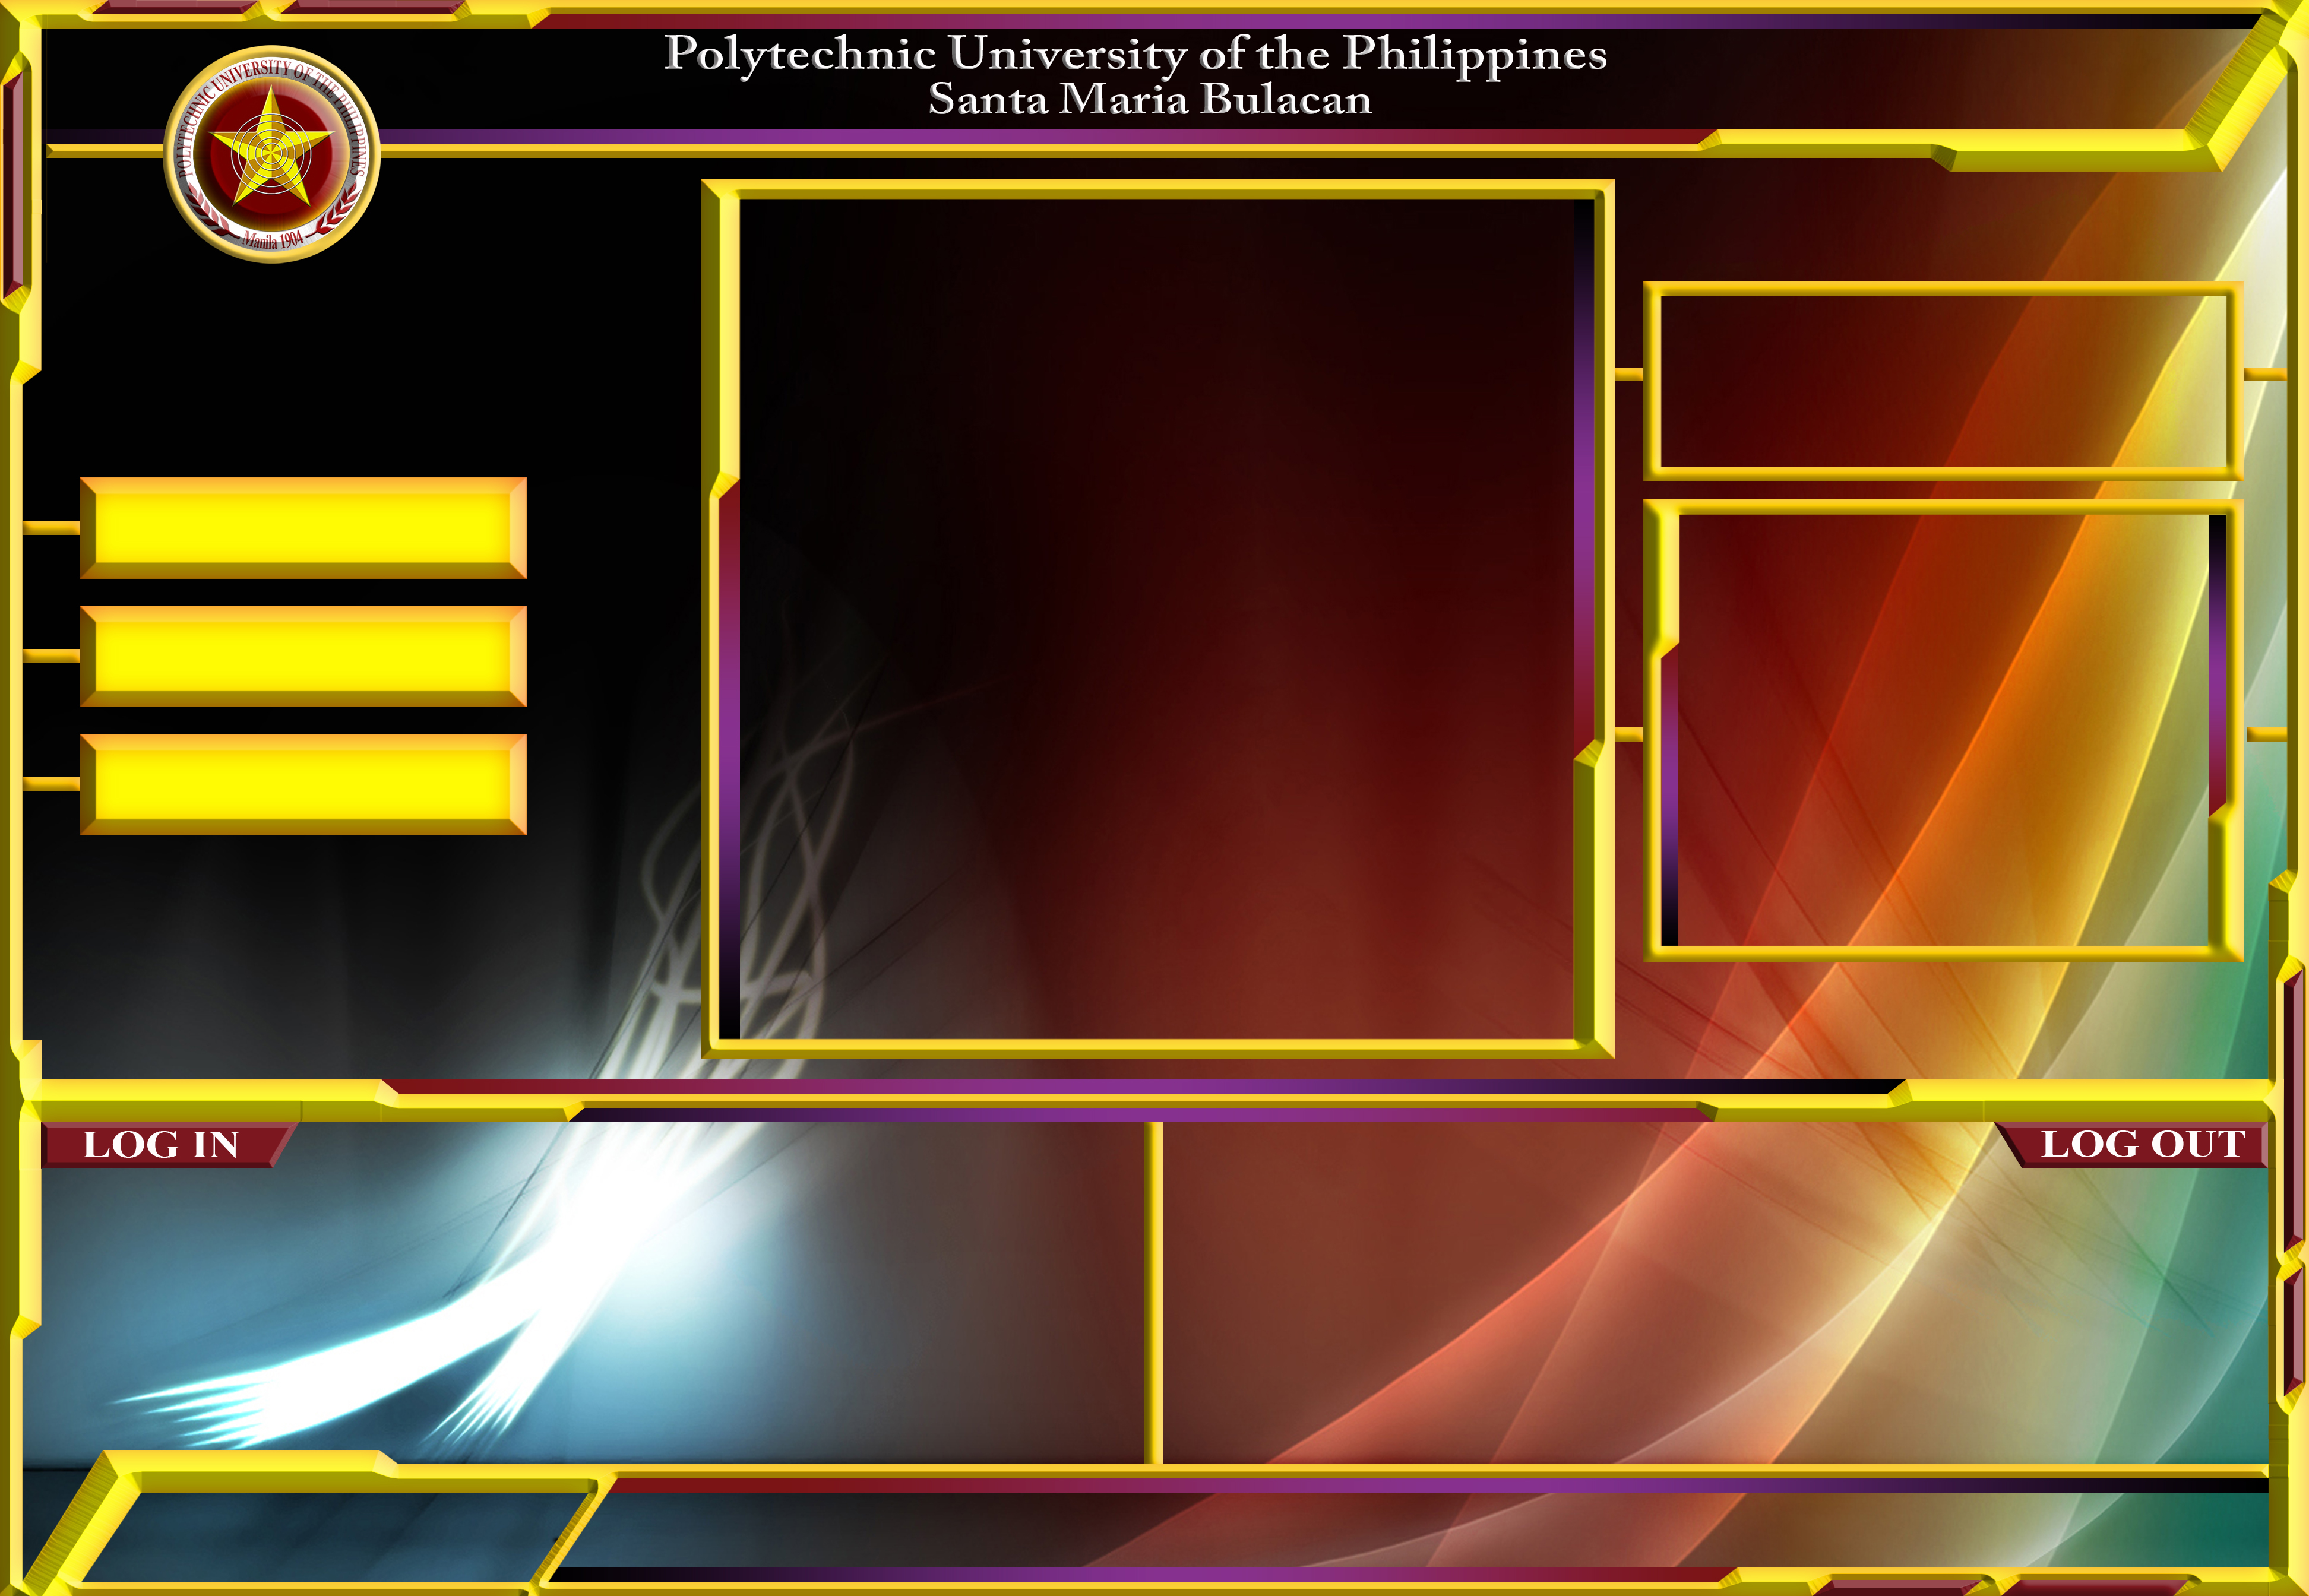 Polytechnic University of the Philippines
Santa Maria Bulacan
POLYTECHNIC UNIVERSITY OF THE PHILIPPINES
Manila 1904
LOG IN
LOG OUT